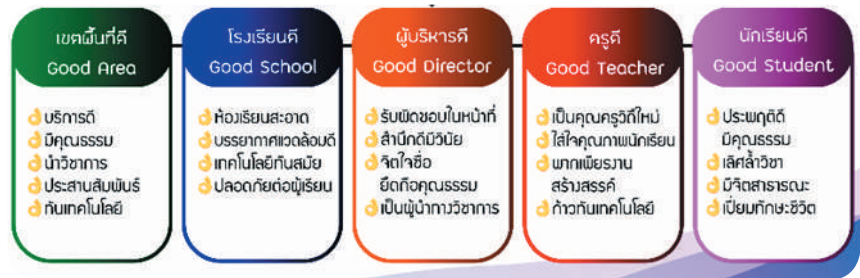 เขตพื้นที่ดี
Good Area
บริการดี
มีคุณธรรม
นำวิชาการ
ประสานสัมพันธ์
ทันเทคโนโลยี
โรงเรียนดี
Good School
ห้องเรียนสะอาด
บรรยากาศแวดล้อมดี
เทคโนโลยีทันสมัย
ปลอดภัยต่อผู้เรียน
ผู้บริหารดี
Good Director
รับผิดชอบในหน้าที่
สำนึกดีมีวินัย
จิตใจซื่อ
ยึดถือคุณธรรม
เป็นผู้นำทางวิชาการ
ครูดี
Good Teacher
เป็นคุณครูวิถีใหม่
ใส่ใจคุณภาพนักเรียน
พากเพียรงาน
สร้างสรรค์
ก้าวทันเทคโนโลยี
นักเรียนดี
Good Student
ประพฤติดี
มีคุณธรรม
เลิศล้ำวิชา
มีจิตสาธารณะ
เปี่ยมทักษะชีวิต